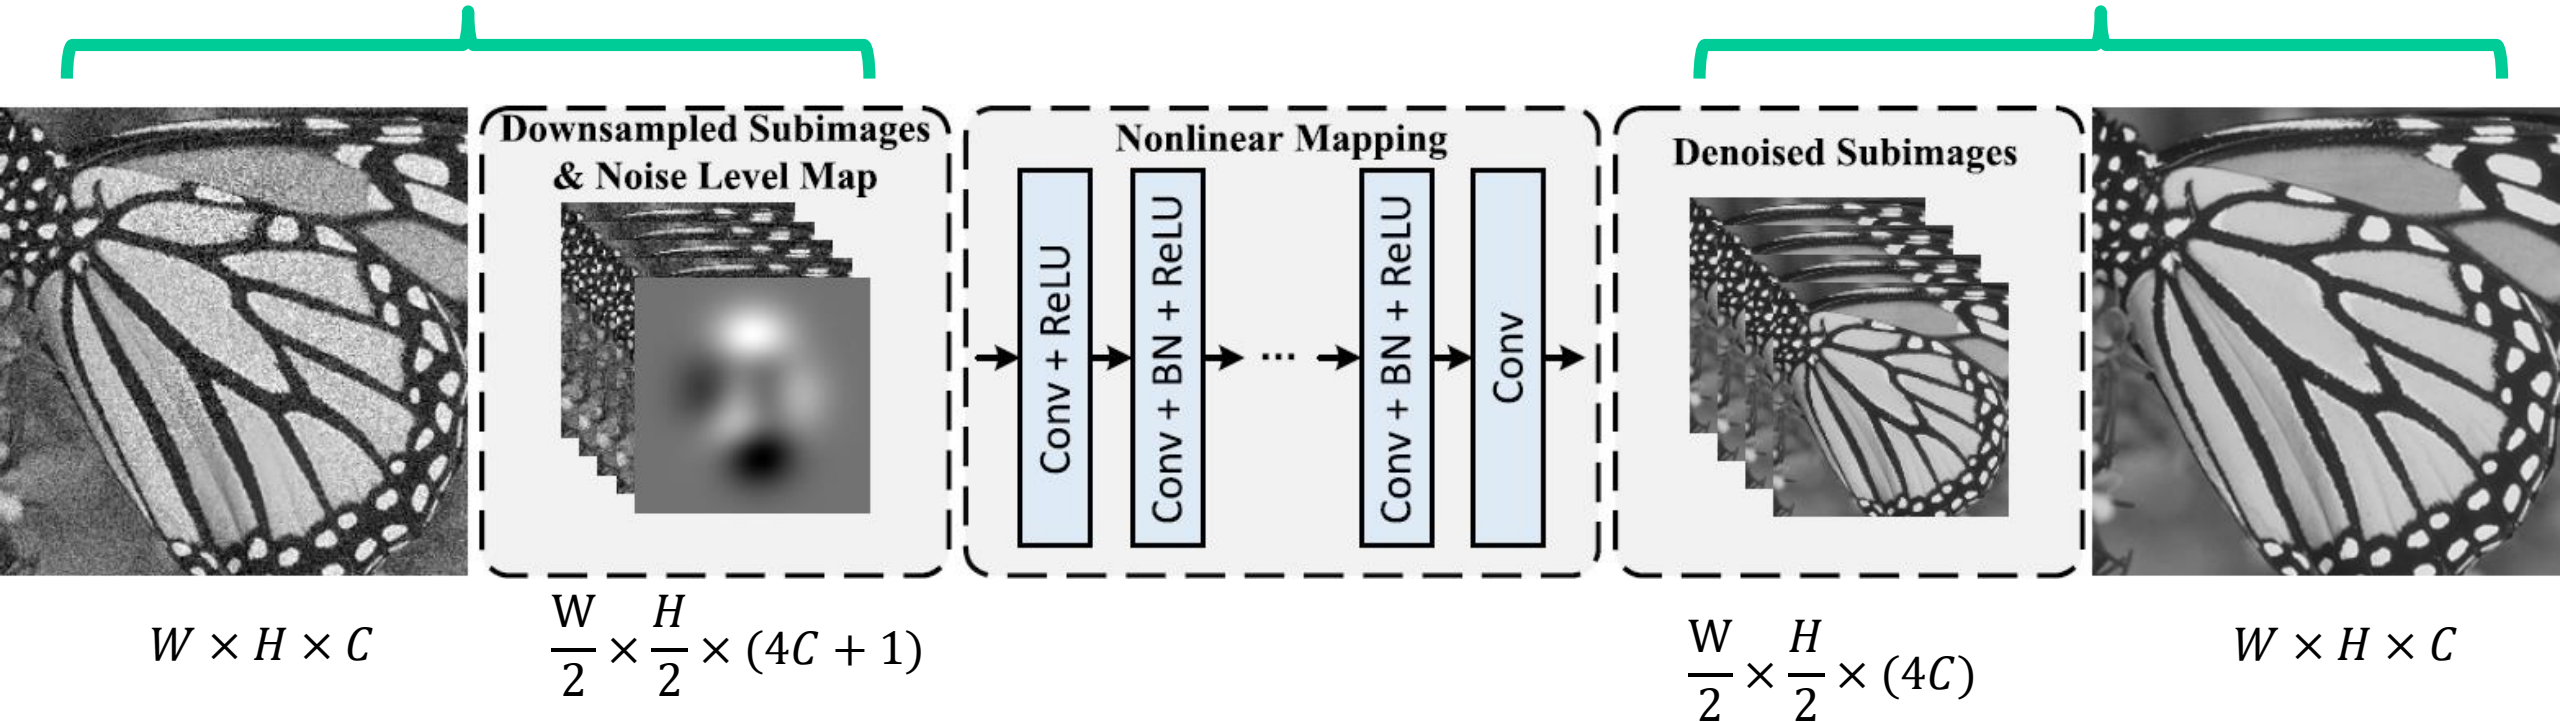 Downsampled Subimages
& Noise Level Map
Nonlinear Mapping
Conv + ReLU
Conv + BN + ReLU
...
Conv + BN + ReLU
Conv
Denoised Subimages
W × H × C
W/2 × H/2 × (4C + 1)
W/2 × H/2 × (4C)
W × H × C